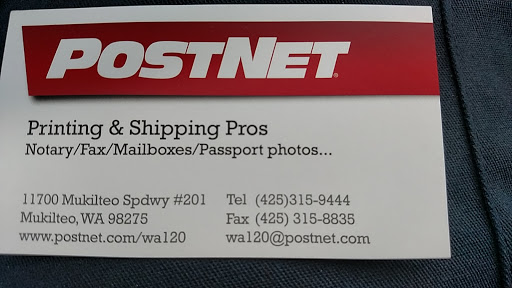 POSTNET
Printing & Shipping Pros
Notary/Fax/Mailboxes/Passport photos...
11700 Mukilteo Spdwy #201 Tel (425)315-9444
Mukilteo, WA 98275 Fax (425) 315-8835
www.postnet.com/wa120 wa120@postnet.com